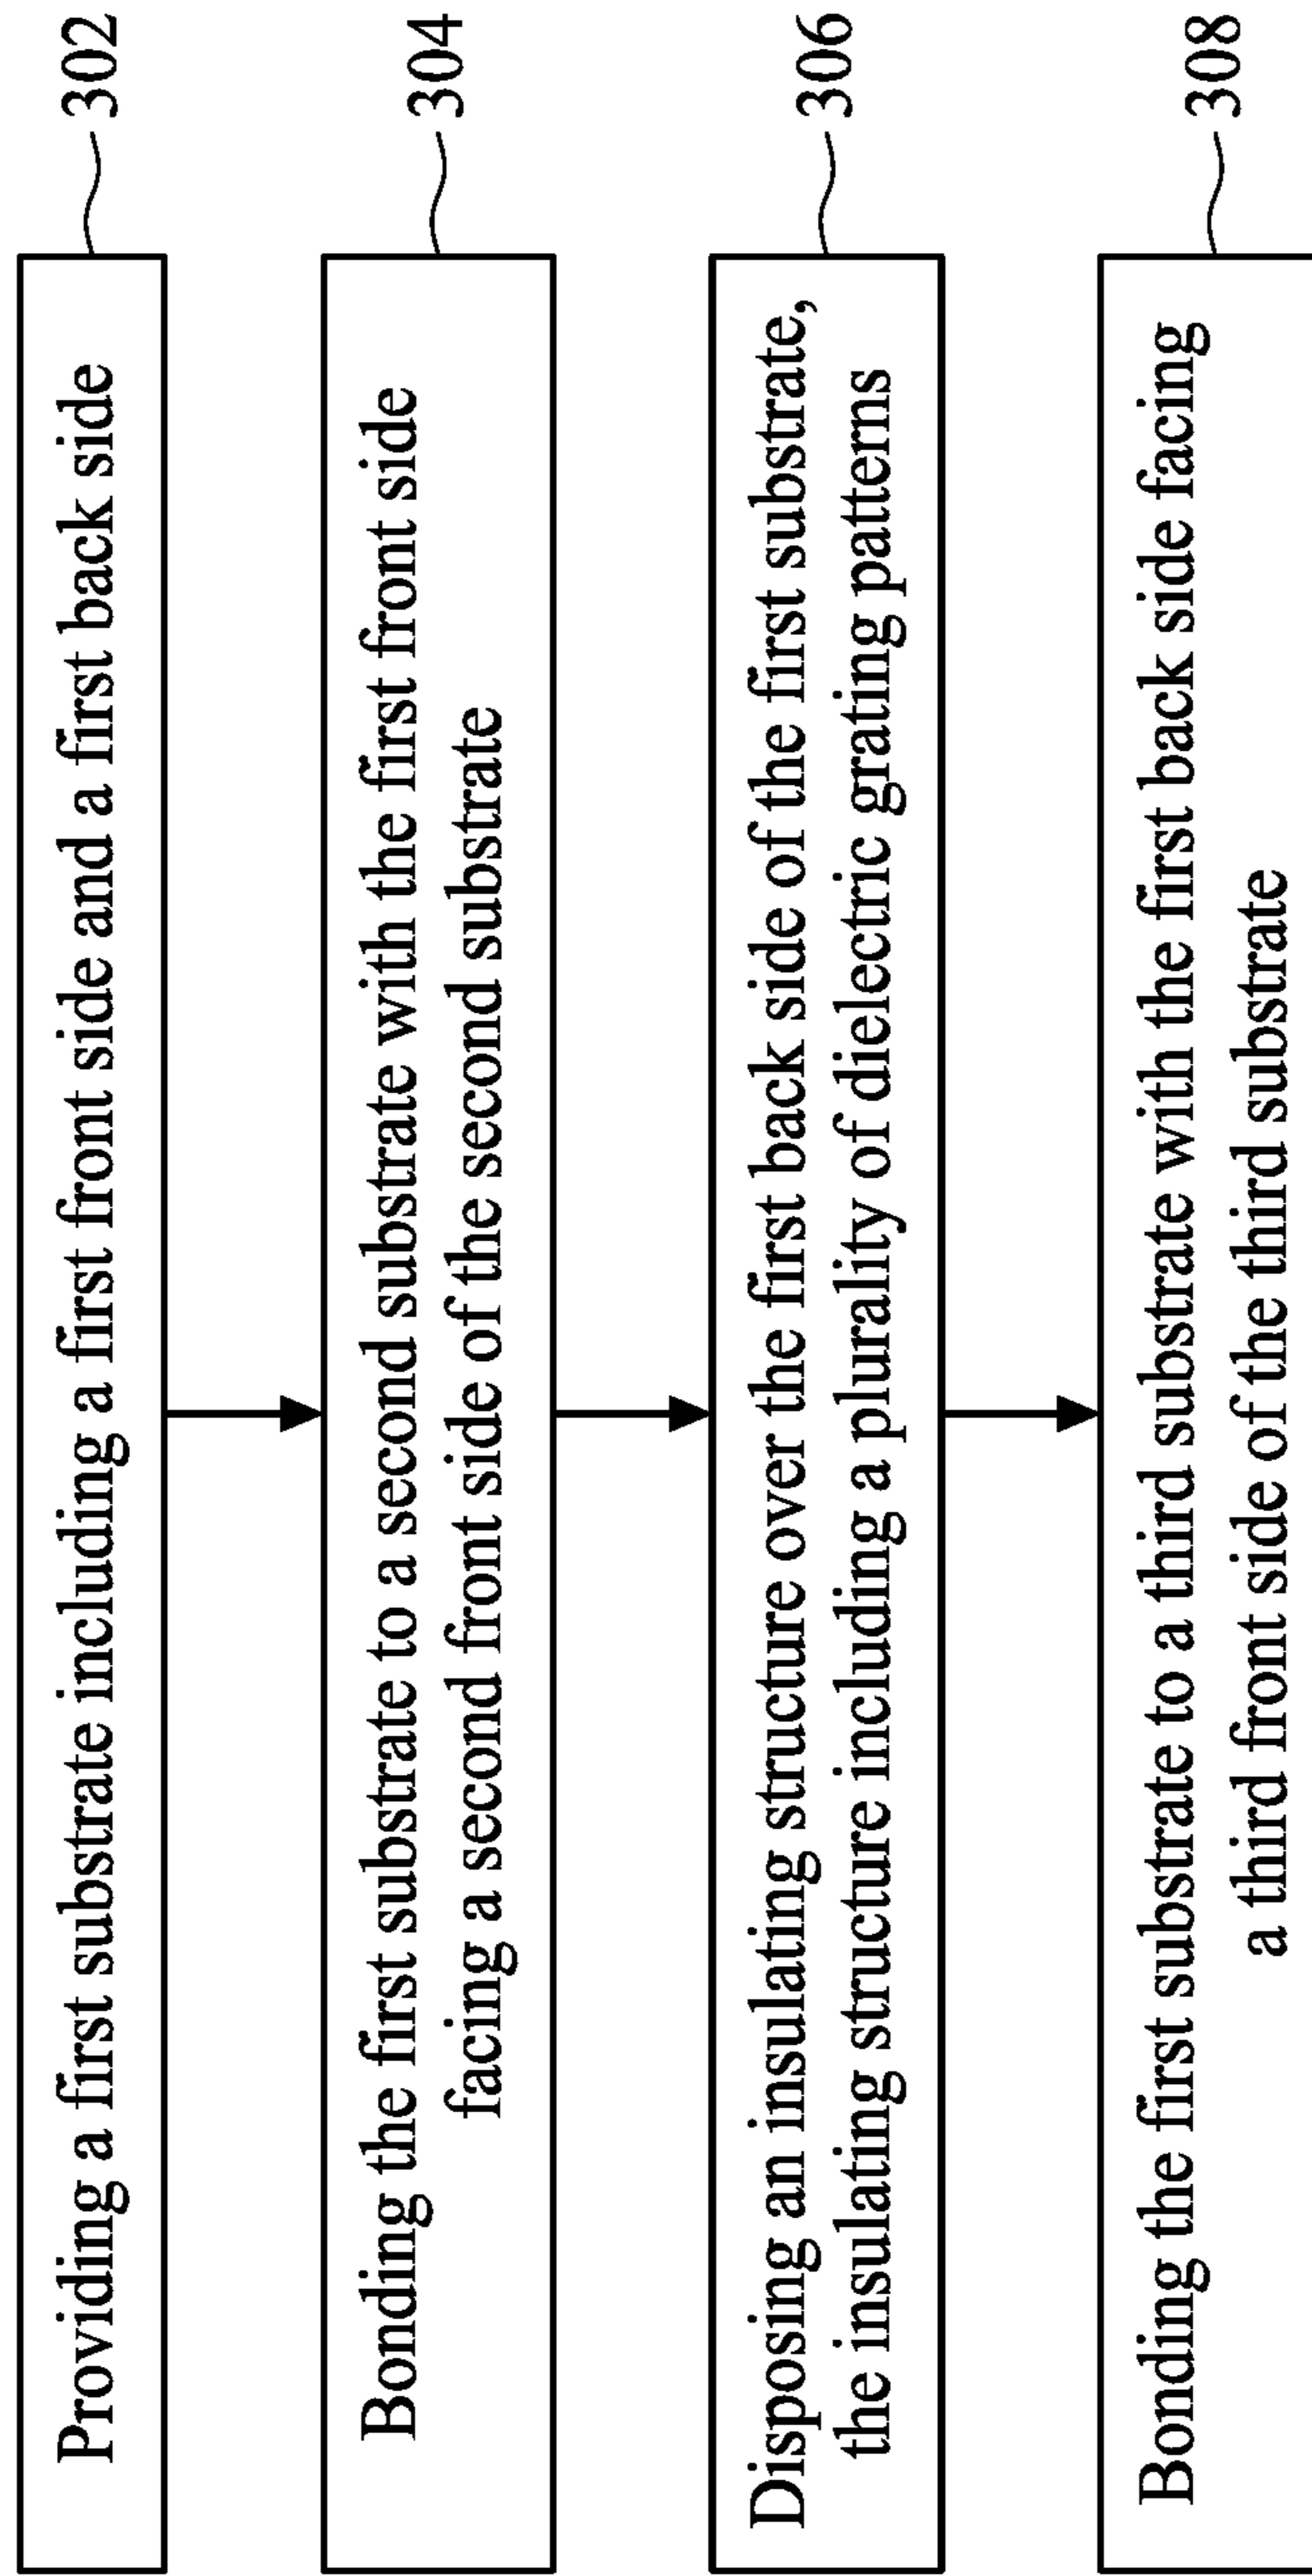 Providing a first substrate including a first front side and a first back side
302
Bonding the first substrate to a second substrate with the first front side
facing a second front side of the second substrate
304
Disposing an insulating structure over the first back side of the first substrate,
the insulating structure including a plurality of dielectric grating patterns
306
Bonding the first substrate to a third substrate with the first back side facing
a third front side of the third substrate
308